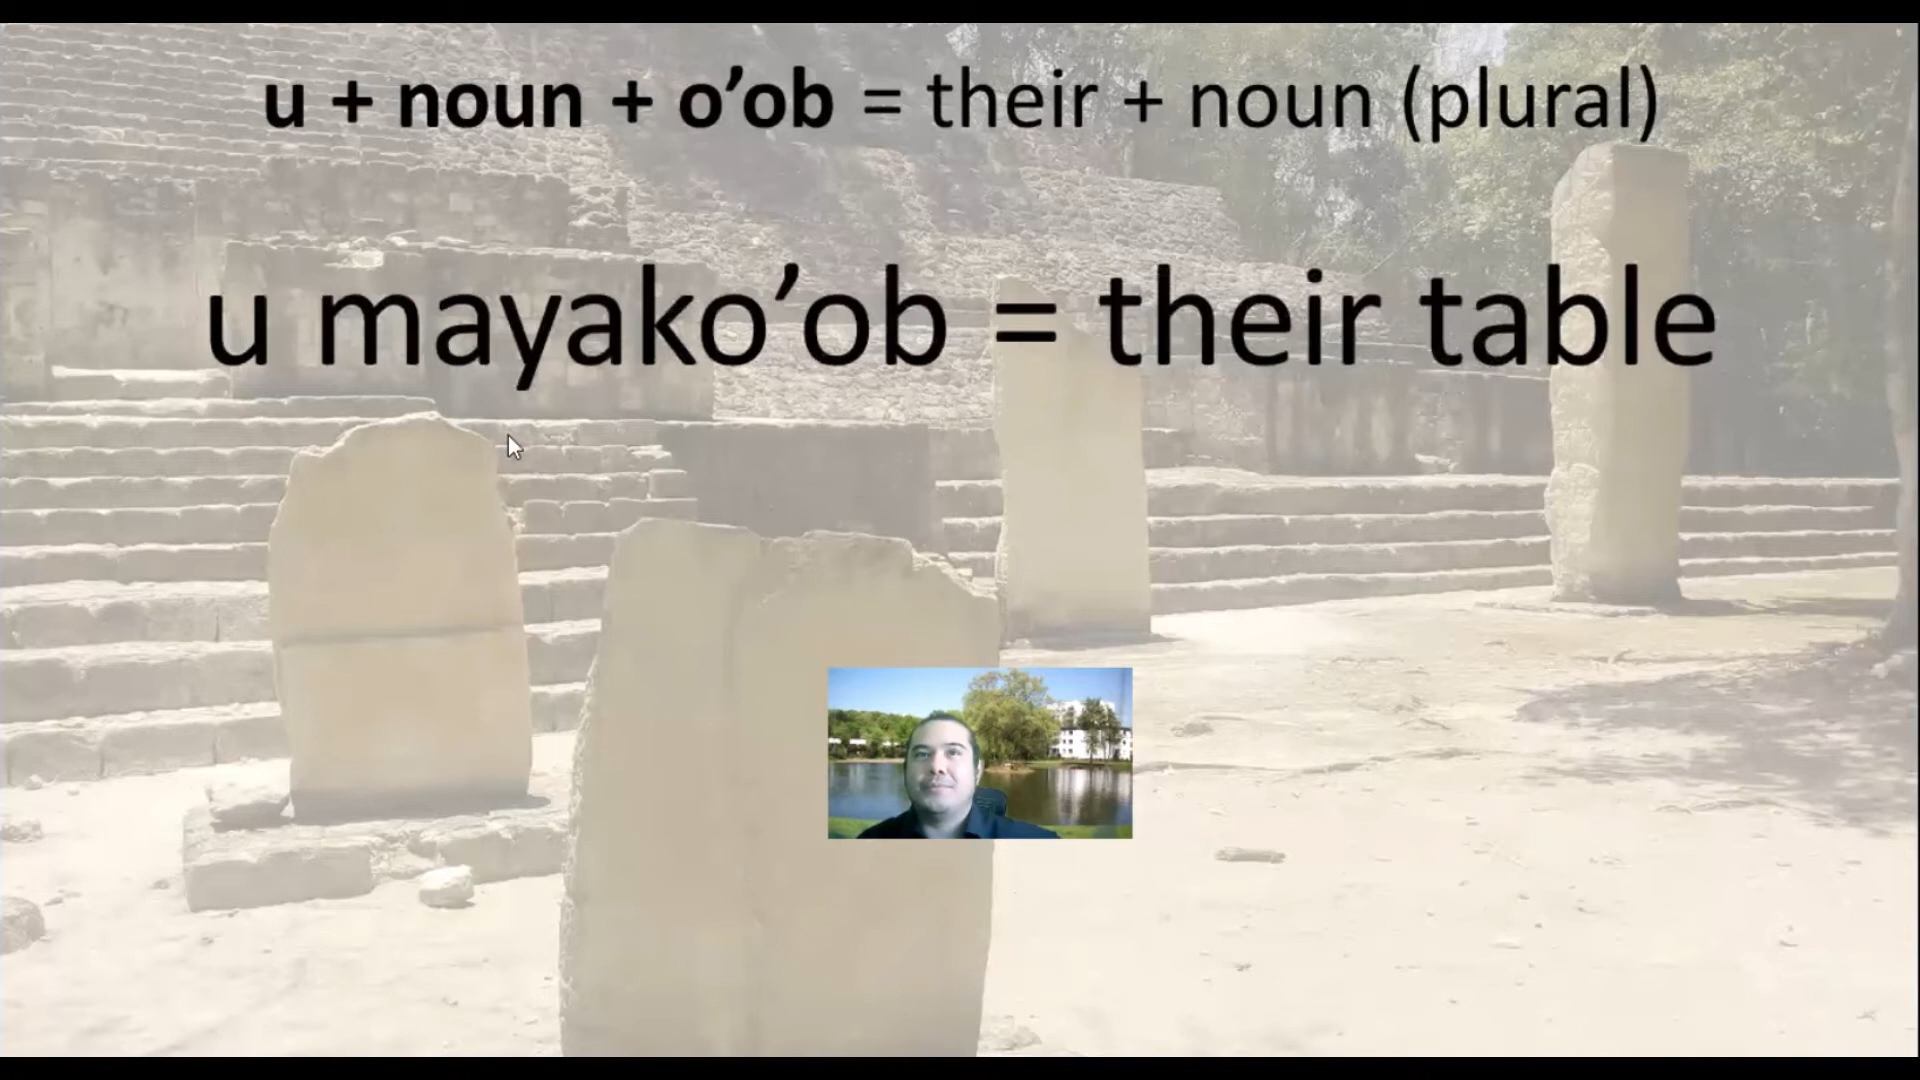 u + noun + o’ob = their + noun (plural)
u mayako’ob = their table